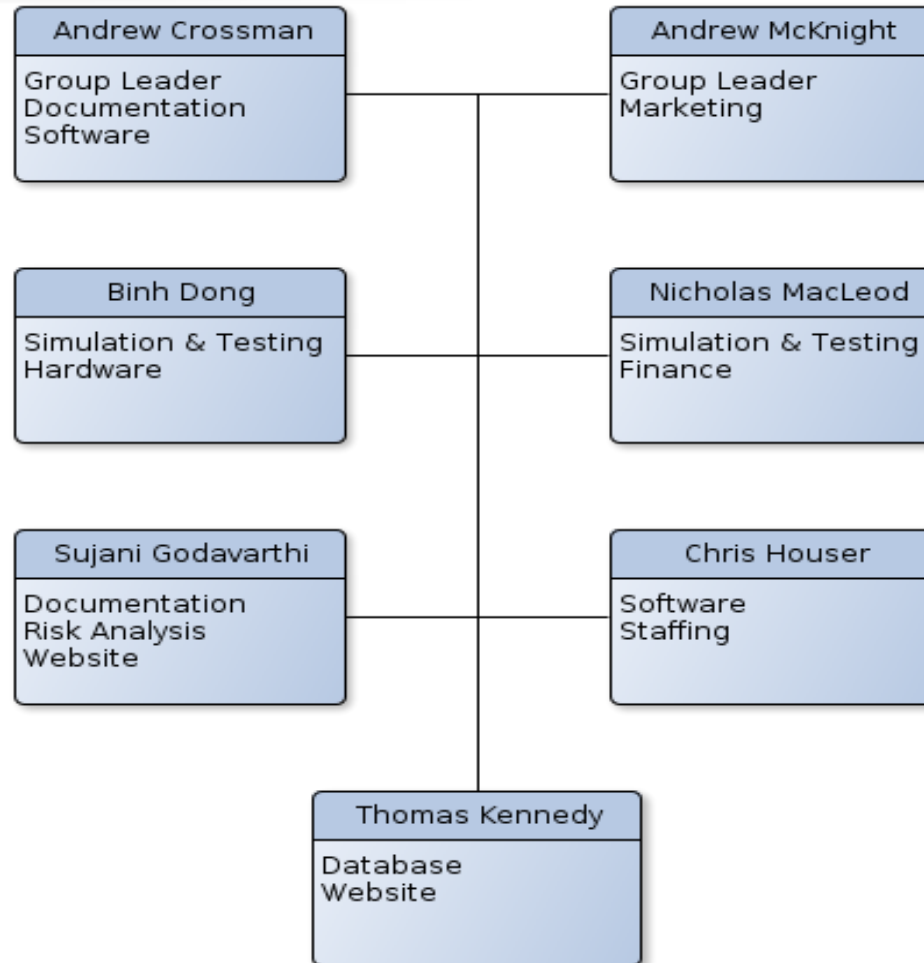 Andrew Crossman
Group Leader
Documentation
Software
Andrew McKnight
Group Leader
Marketing
Binh Dong
Simulation & Testing
Hardware
Nicholas MacLeod
Simulation & Testing
Finance
Sujani Godavarthi
Documentation
Risk Analysis
Website
Chris Houser
Software
Staffing
Thomas Kennedy
Database
Website